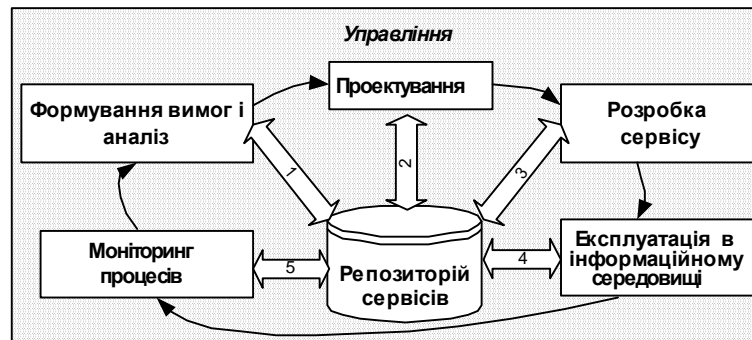 Управління
Проектування
Формування вимог і
аналіз
Розробка
сервісу
1
2
3
Моніторинг
процесів
5
Репозиторій
сервісів
4
Експлуатація в
інформаційному
середовищі